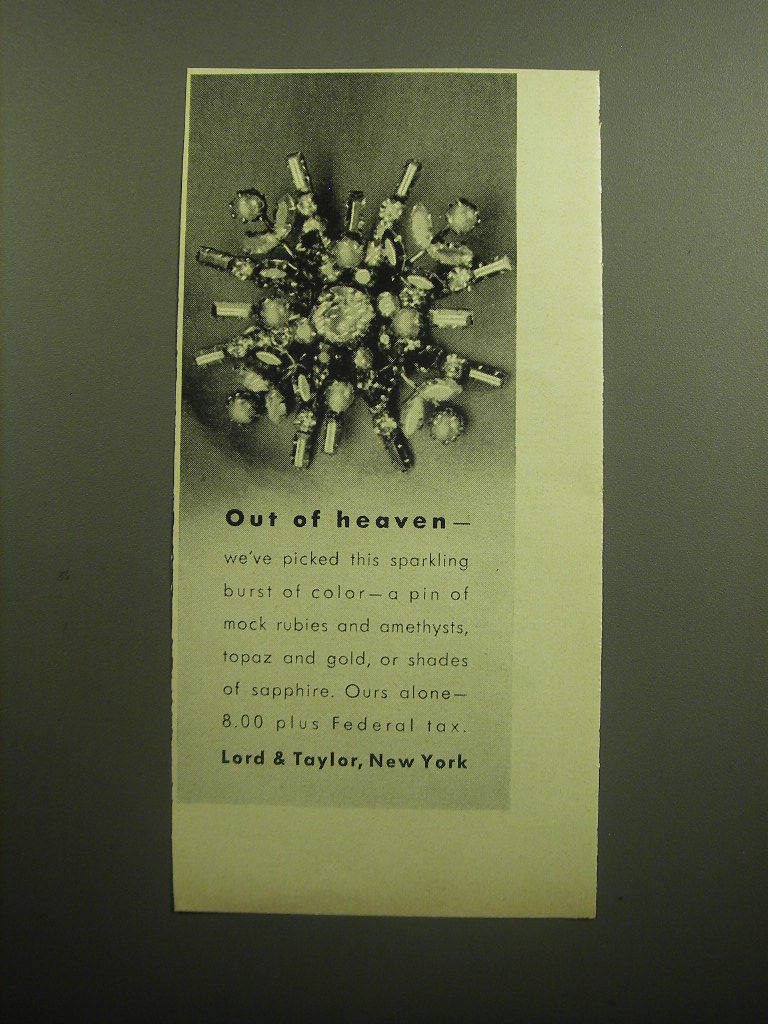 Out of heaven—
we've picked this sparkling
burst of color—a pin of
mock rubies and amethysts,
topaz and gold, or shades
of sapphire. Ours alone—
8.00 plus Federal tax.
Lord & Taylor, New York